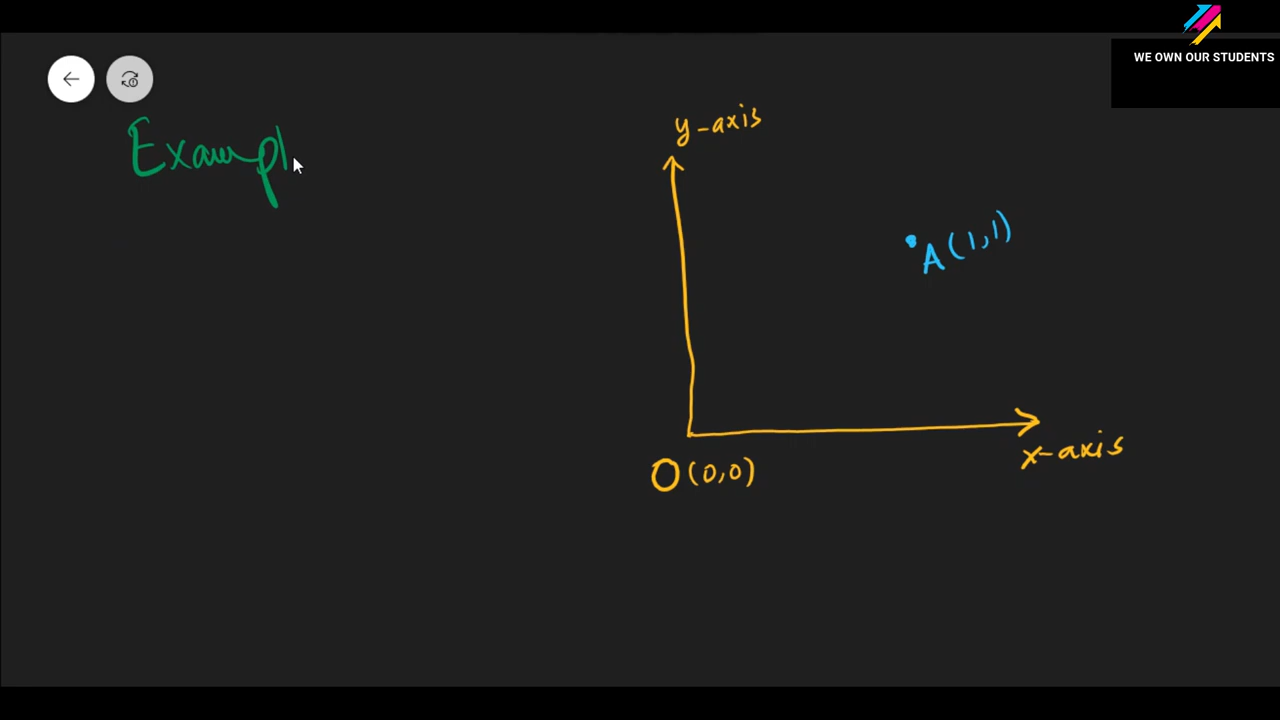 WE OWN OUR STUDENTS
y-axis
Exampl
A(1,1)
x-axis
O(0,0)